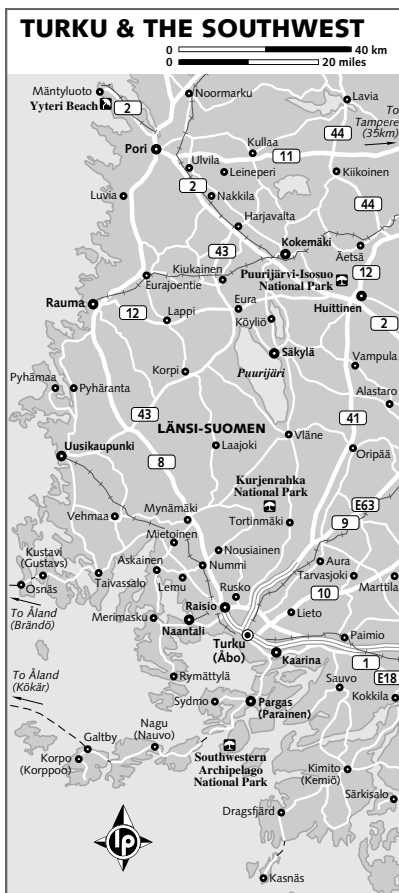 TURKU & THE SOUTHWEST
0 40 km
0 20 miles
Mäntyluoto
Noormarku
Lavia
Yyteri Beach
2
To
Tampere
(35km)
44
Pori
Kullaa
11
Ulvila
Leineperi
Kiikoinen
2
Luvia
Nakkila
44
Harjavalta
43
Kokemäki
Äetsä
Kiukainen
Puurijärvi-Isosuo
National Park
12
Eurajoentie
Rauma
Eura
Huittinen
12
Lappi
Köyliö
2
Säkylä
Vampula
Korpi
Puurijäri
Pyhämaa
Pyhäranta
Alastaro
43
LÄNSI-SUOMEN
41
Uusikaupunki
Laajoki
Vläne
Oripää
8
Kurjenrahka
National Park
E63
Mynämäki
9
Vehmaa
Tortinmäki
Mietoinen
Kustavi
(Gustavs)
Askainen
Nousiainen
Aura
Nummi
Tarvasjoki
Osnäs
Taivassalo
Lemu
Rusko
Marttila
10
To Åland
(Brändö)
Merimasku
Raisio
Lieto
Naantali
Turku
(Åbo)
Paimio
Kaarina
1
To Åland
(Kökär)
Rymättylä
Sauvo
E18
Sydmo
Pargas
(Parainen)
Kokkila
Galtby
Nagu
(Nauvo)
Korpo
(Korppoo)
Southwestern
Archipelago
National Park
Kimito
(Kemiö)
Särkisalo
Dragsfjärd
lp
Kasnäs